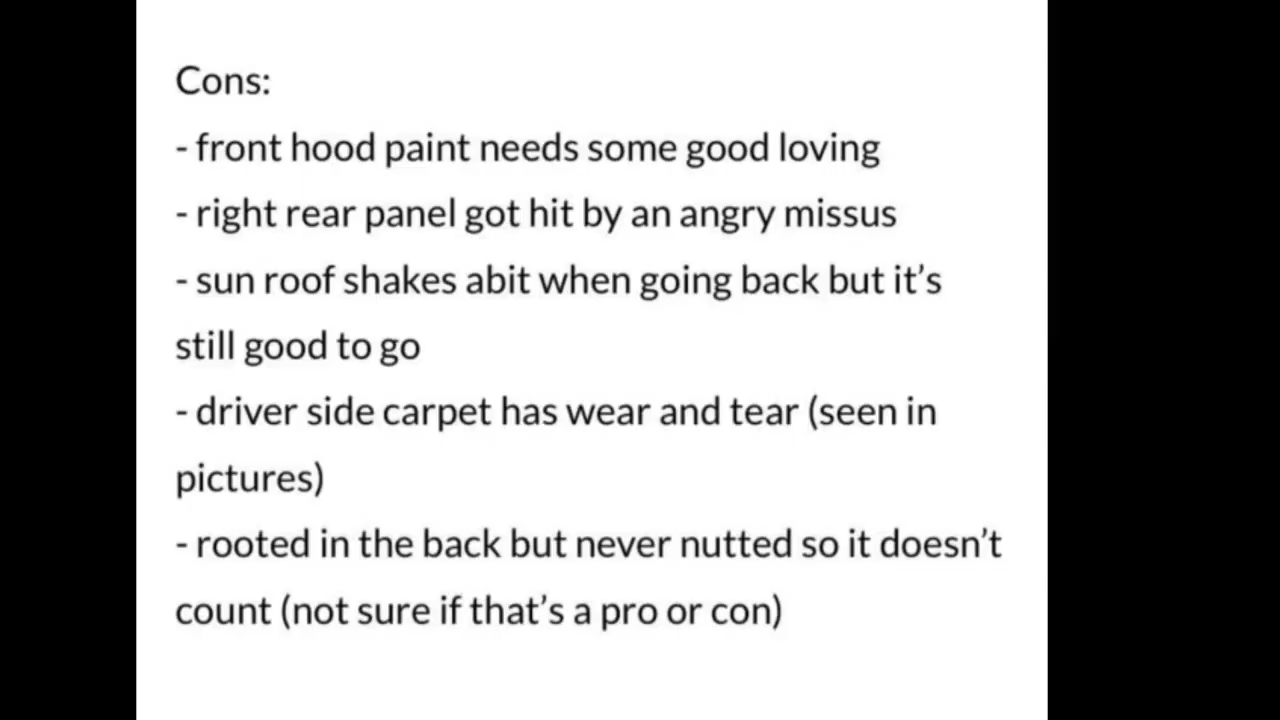 Cons:
- front hood paint needs some good loving
- right rear panel got hit by an angry missus
- sun roof shakes abit when going back but it’s
still good to go
- driver side carpet has wear and tear (seen in
pictures)
- rooted in the back but never nutted so it doesn’t
count (not sure if that’s a pro or con)